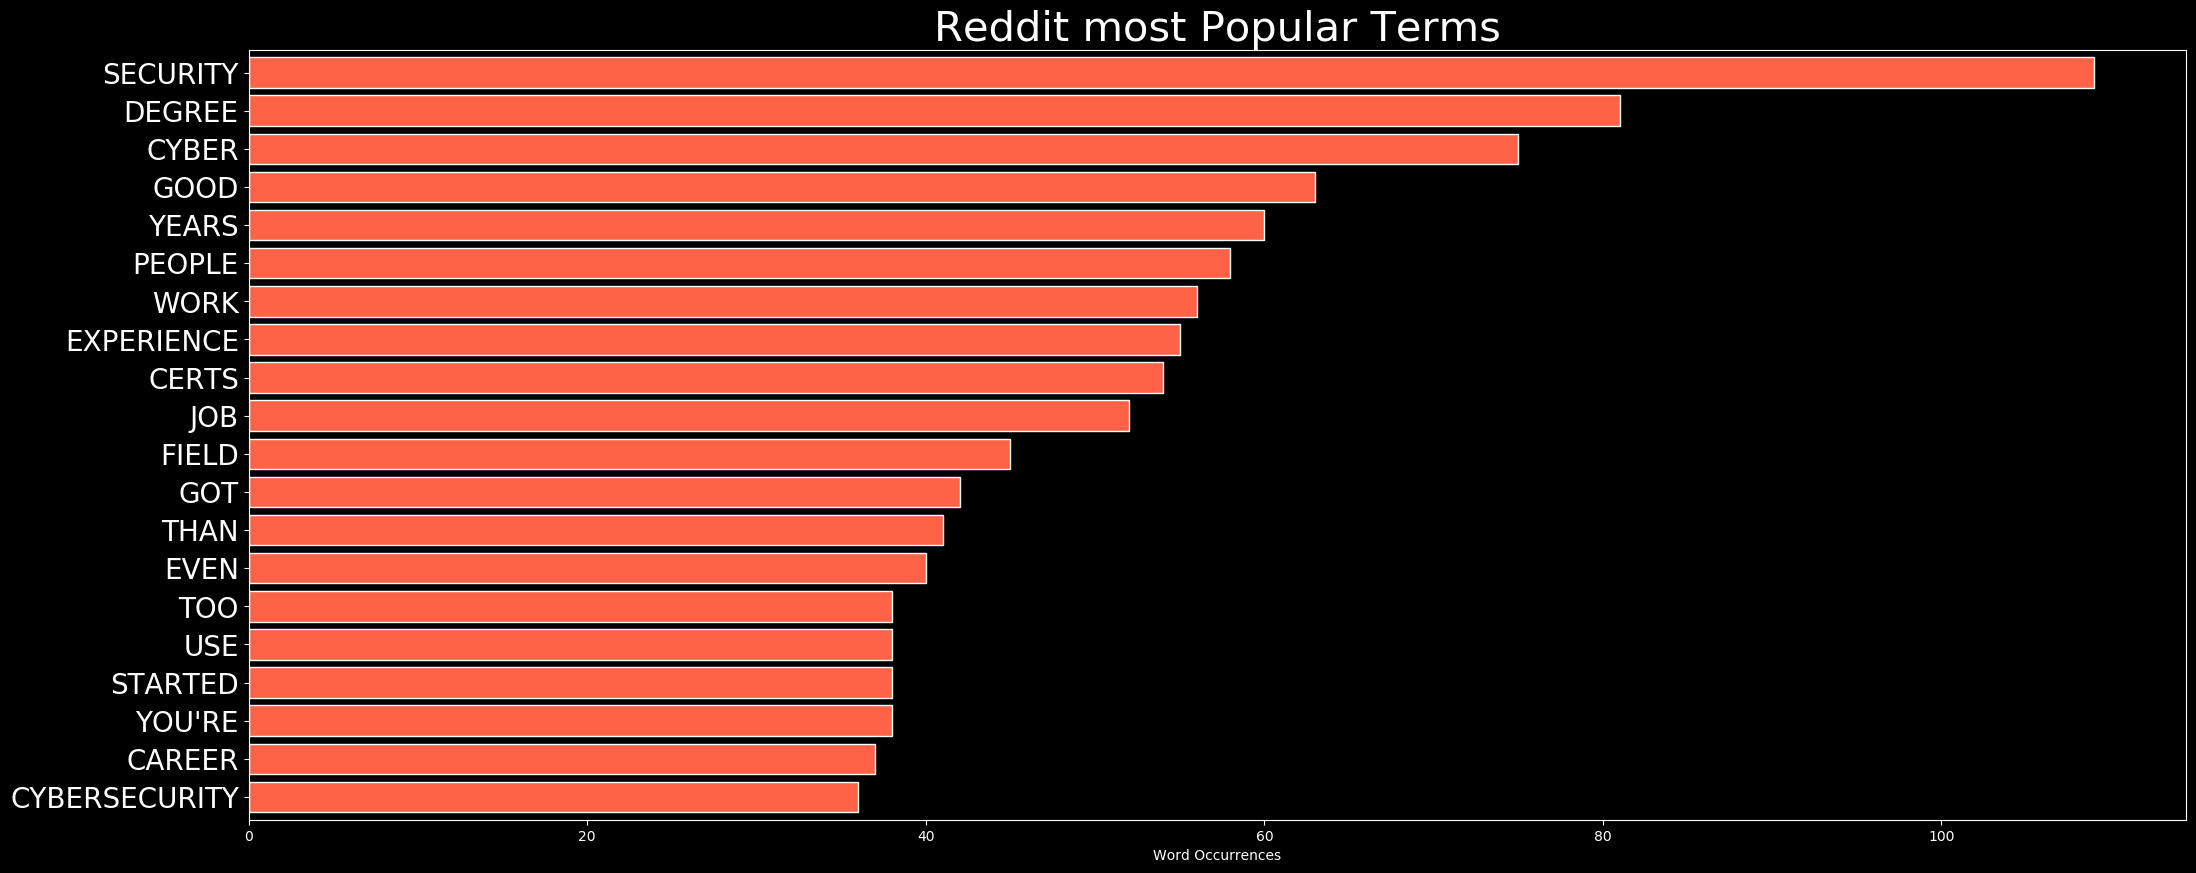 Reddit most Popular Terms
SECURITY
DEGREE
CYBER
GOOD
YEARS
PEOPLE
WORK
EXPERIENCE
CERTS
JOB
FIELD
GOT
THAN
EVEN
TOO
USE
STARTED
YOU'RE
CAREER
CYBERSECURITY
0 20 40 60 80 100
Word Occurrences